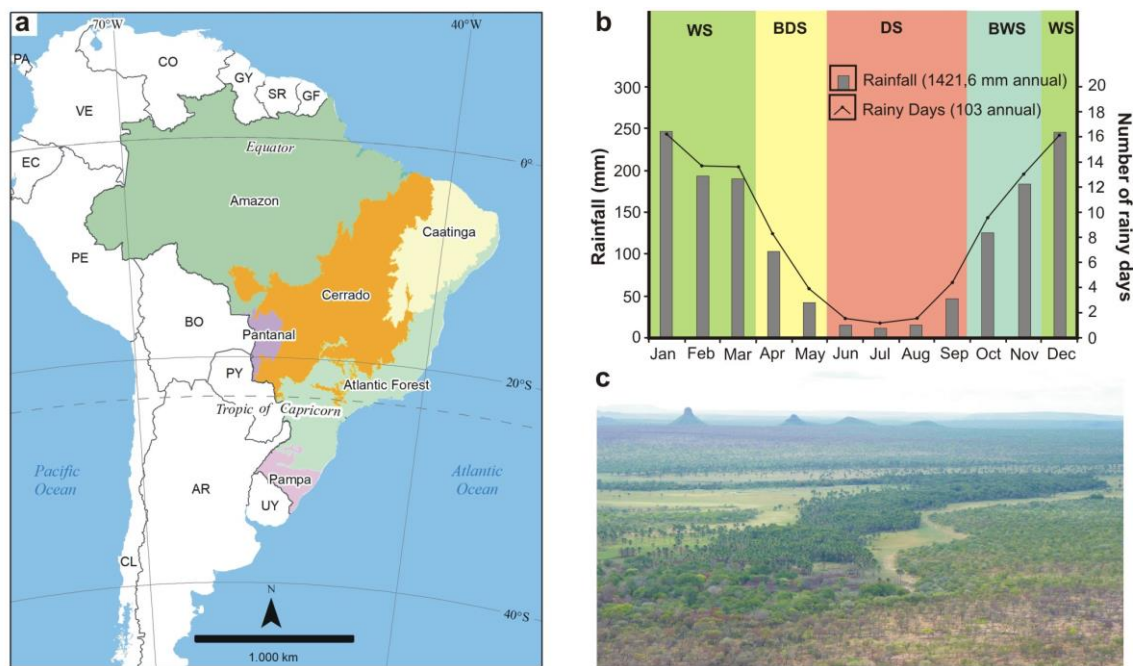 a
70°W
40°W
PA
CO
VE
GY
SR
GF
EC
Equator
0°
Amazon
Caatinga
PE
Cerrado
BO
Pantanal
PY
20°S
Atlantic Forest
Tropic of Capricorn
Pacific
Ocean
Atlantic
Ocean
Pampa
AR
UY
CL
N
40°S
1.000 km
b
WS
BDS
DS
BWS
WS
Rainfall (1421,6 mm annual)
Rainy Days (103 annual)
Rainfall (mm)
300
250
200
150
100
50
0
Number of rainy days
20
18
16
14
12
10
8
6
4
2
0
Jan Feb Mar Apr May Jun Jul Aug Sep Oct Nov Dec
c